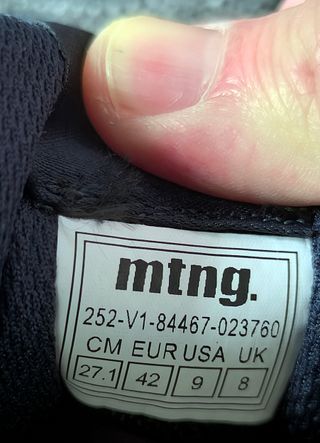 mtng.
252-V1-84467-023760
CM EUR USA UK
27.1 42 9 8